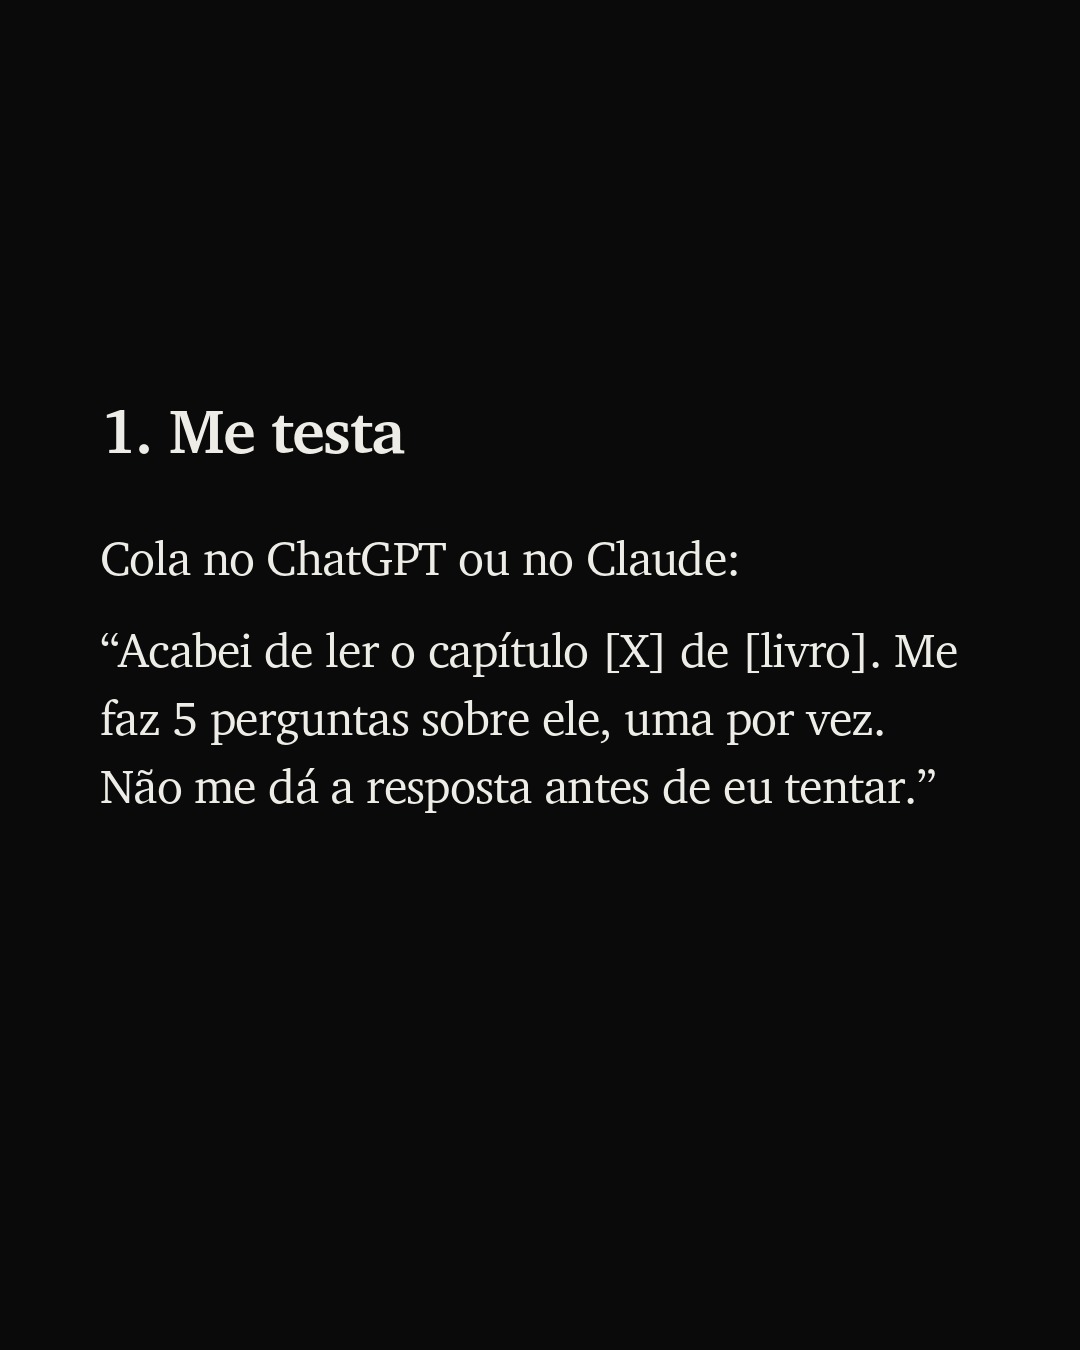 1. Me testa
Cola no ChatGPT ou no Claude:
“Acabei de ler o capítulo [X] de [livro]. Me
faz 5 perguntas sobre ele, uma por vez.
Não me dá a resposta antes de eu tentar.”